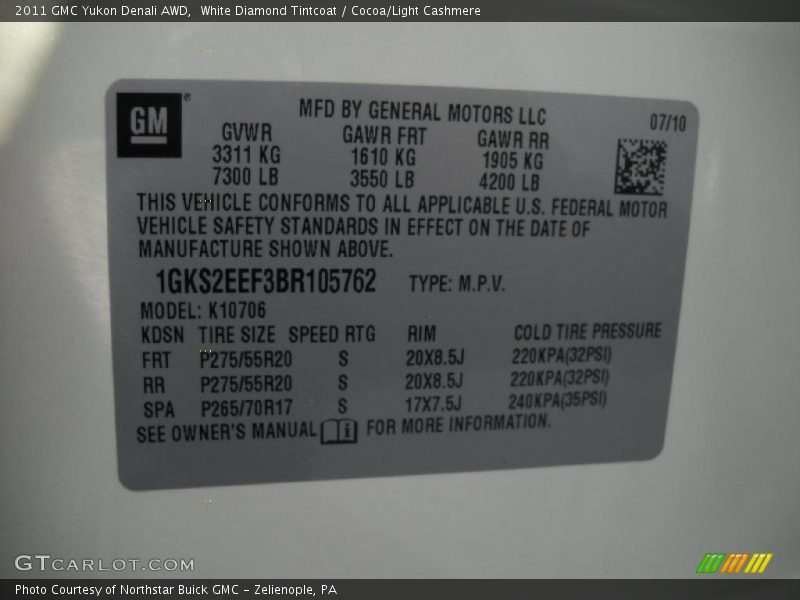 2011 GMC Yukon Denali AWD,  White Diamond Tintcoat / Cocoa/Light Cashmere
GM® MFD BY GENERAL MOTORS LLC 07/10
GVWR GAWR FRT GAWR RR
3311 KG 1610 KG 1905 KG
7300 LB 3550 LB 4200 LB
THIS VEHICLE CONFORMS TO ALL APPLICABLE U.S. FEDERAL MOTOR
VEHICLE SAFETY STANDARDS IN EFFECT ON THE DATE OF
MANUFACTURE SHOWN ABOVE.
1GKS2EEF3BR105762 TYPE: M.P.V.
MODEL: K10706
KDSN TIRE SIZE SPEED RTG RIM COLD TIRE PRESSURE
FRT P275/55R20 S 20X8.5J 220KPA(32PSI)
RR P275/55R20 S 20X8.5J 220KPA(32PSI)
SPA P265/70R17 S 17X7.5J 240KPA(35PSI)
SEE OWNER'S MANUAL i FOR MORE INFORMATION.
GTCARLOT.COM
Photo Courtesy of Northstar Buick GMC - Zelienople, PA